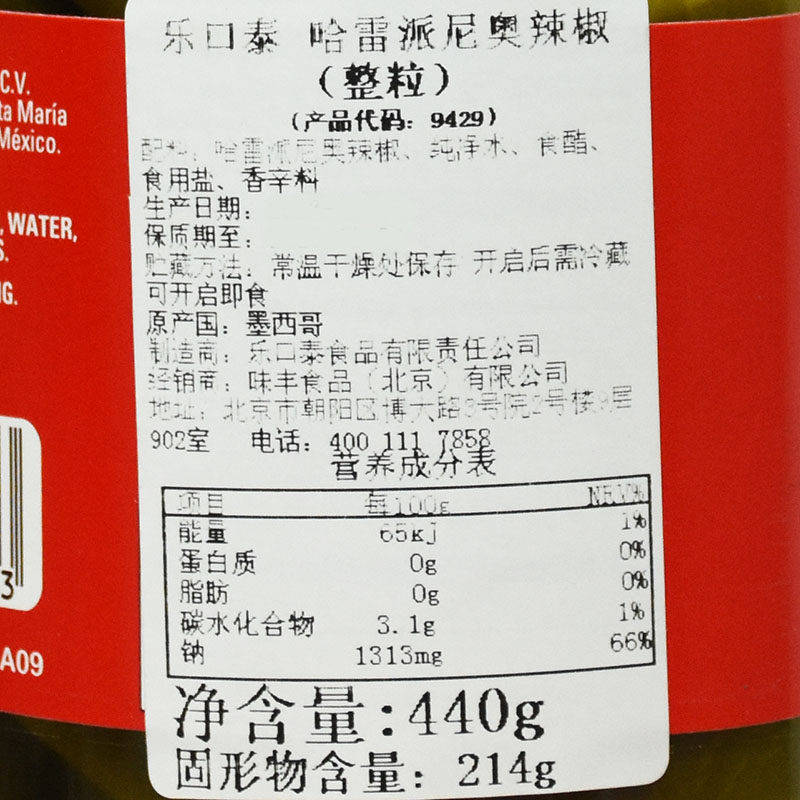 乐口泰 哈雷派尼奥辣椒
（整粒）
（产品代码：9429）
配料：哈雷派尼奥辣椒、纯净水、食醋、
食用盐、香辛料
生产日期：
保质期至：
贮藏方法：常温干燥处保存 开启后需冷藏
可开启即食
原产国：墨西哥
制造商：乐口泰食品有限责任公司
经销商：味丰食品（北京）有限公司
地址：北京市朝阳区博大路3号院2号楼9层
902室 电话：400 111 7858
营养成分表
项目 每100g NRV%
能量 65kJ 1%
蛋白质 0g 0%
脂肪 0g 0%
碳水化合物 3.1g 1%
钠 1313mg 66%
净含量：440g
固形物含量：214g
C.V.
ta María
México.
, WATER,
S.
G.
3
A09